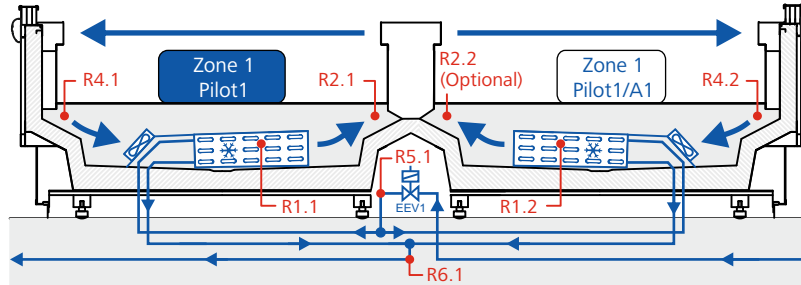 Zone 1
Pilot1
R2.2
(Optional)
Zone 1
Pilot1/A1
R4.1
R2.1
R4.2
R5.1
EEV1
R1.1
R1.2
R6.1